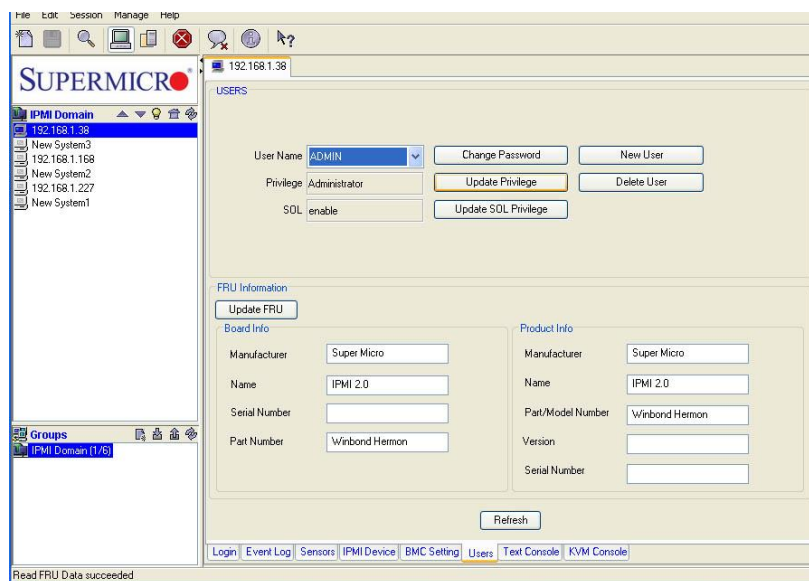 File Edit Session Manage Help
SUPERMICRO
192.168.1.38
IPMI Domain
192.168.1.38
New System3
192.168.1.168
New System2
192.168.1.227
New System1
Groups
IPMI Domain (1/6)
USERS
User Name ADMIN Change Password New User
Privilege Administrator Update Privilege Delete User
SOL enable Update SOL Privilege
FRU Information
Update FRU
Board Info
Manufacturer Super Micro
Name IPMI 2.0
Serial Number
Part Number Winbond Hermon
Product Info
Manufacturer Super Micro
Name IPMI 2.0
Part/Model Number Winbond Hermon
Version
Serial Number
Refresh
Login Event Log Sensors IPMI Device BMC Setting Users Text Console KVM Console
Read FRU Data succeeded